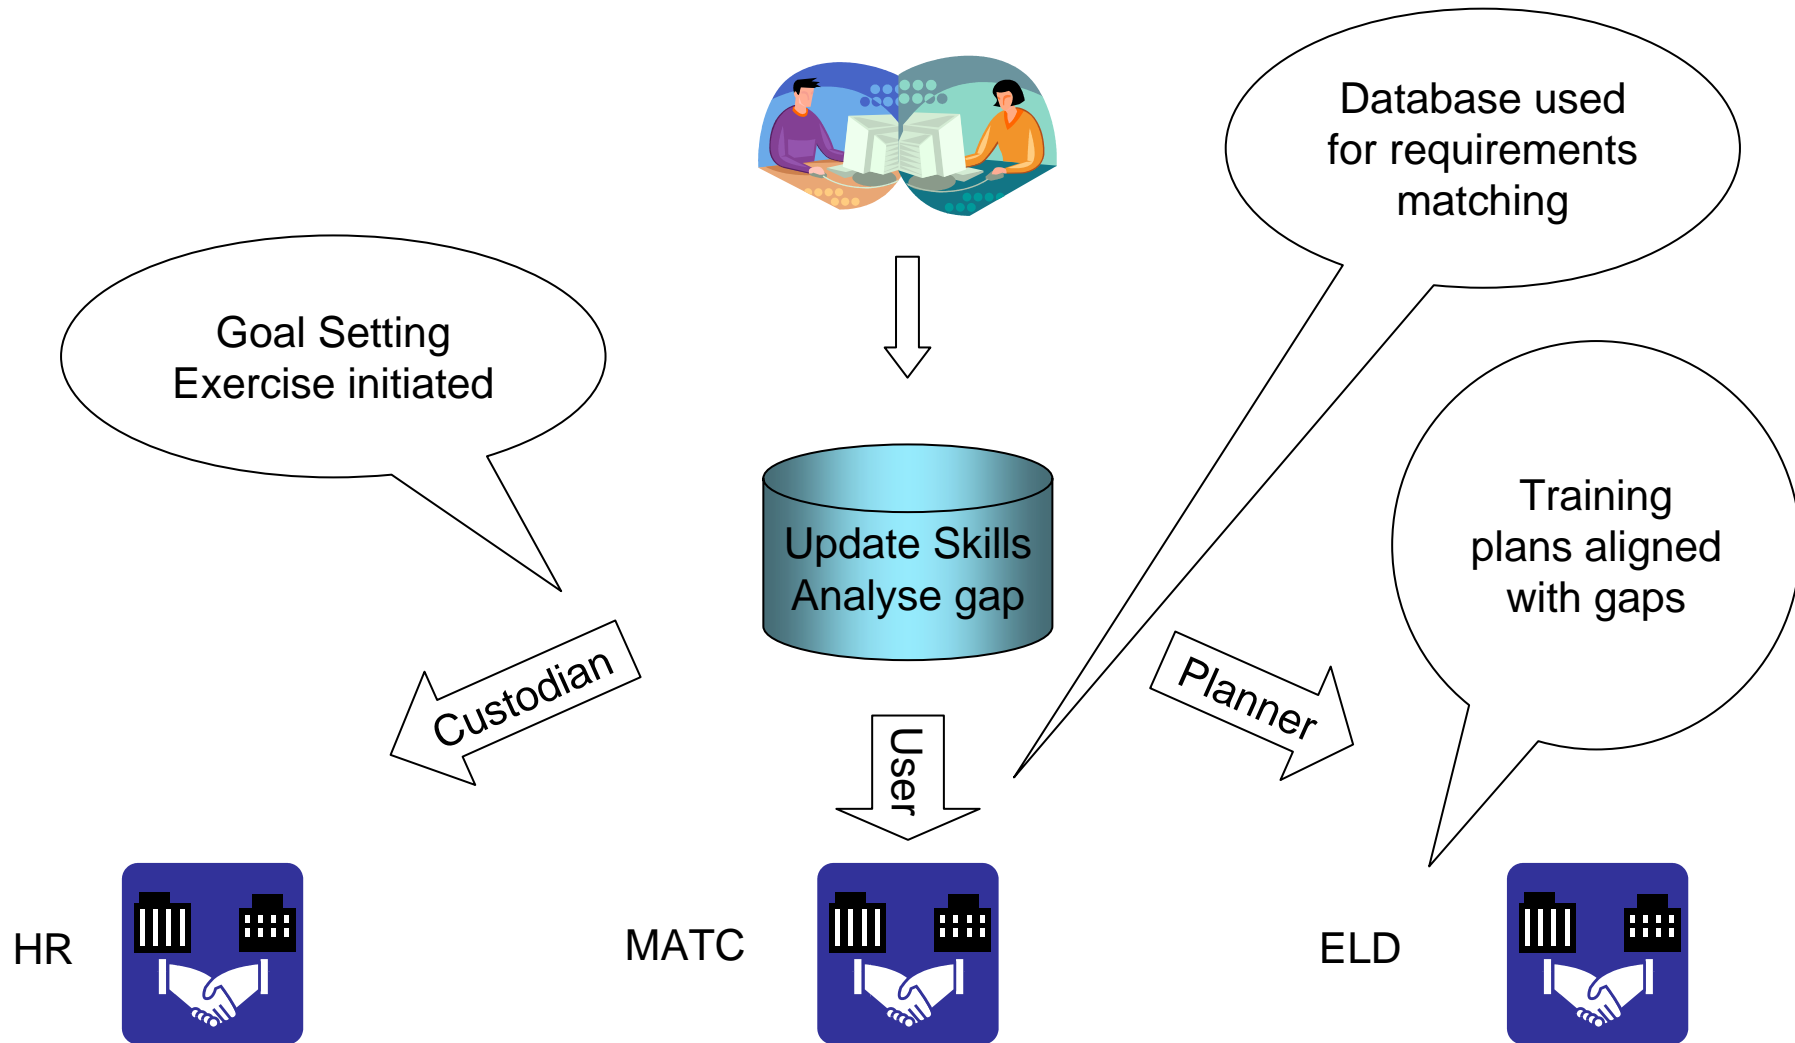 Database used
for requirements
matching
Goal Setting
Exercise initiated
Update Skills
Analyse gap
Training
plans aligned
with gaps
Custodian
User
Planner
HR
MATC
ELD